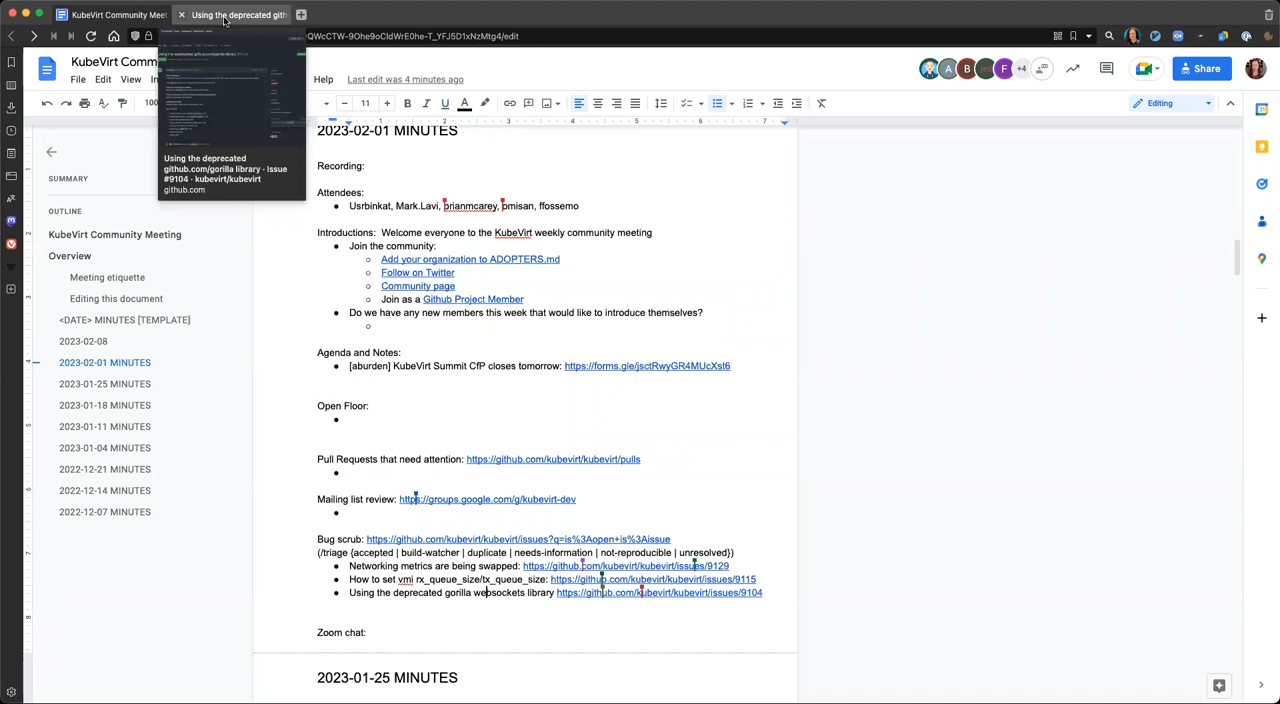 KubeVirt Community Meet
Using the deprecated gith
QWcCTW-9Ohe9oCldWrE0he-T_YFJ5D1xNzMtg4/edit
KubeVirt Comm
File Edit View Help Last edit was 4 minutes ago
Share
100 11
Editing
Using the deprecated
github.com/gorilla library · Issue
#9104 · kubevirt/kubevirt
github.com
SUMMARY
OUTLINE
KubeVirt Community Meeting
Overview
Meeting etiquette
Editing this document
<DATE> MINUTES [TEMPLATE]
2023-02-08
2023-02-01 MINUTES
2023-01-25 MINUTES
2023-01-18 MINUTES
2023-01-11 MINUTES
2023-01-04 MINUTES
2022-12-21 MINUTES
2022-12-14 MINUTES
2022-12-07 MINUTES
2023-02-01 MINUTES
Recording:
Attendees:
Usrbinkat, Mark.Lavi, brianmcarey, omisan, ffossemo
Introductions: Welcome everyone to the KubeVirt weekly community meeting
Join the community:
Add your organization to ADOPTERS.md
Follow on Twitter
Community page
Join as a Github Project Member
Do we have any new members this week that would like to introduce themselves?
Agenda and Notes:
[aburden] KubeVirt Summit CfP closes tomorrow: https://forms.gle/jsctRwyGR4MUcXst6
Open Floor:
Pull Requests that need attention: https://github.com/kubevirt/kubevirt/pulls
Mailing list review: https://groups.google.com/g/kubevirt-dev
Bug scrub: https://github.com/kubevirt/kubevirt/issues?q=is%3Aopen+is%3Aissue
(/triage {accepted | build-watcher | duplicate | needs-information | not-reproducible | unresolved})
Networking metrics are being swapped: https://github.com/kubevirt/kubevirt/issues/9129
How to set vmi rx_queue_size/tx_queue_size: https://github.com/kubevirt/kubevirt/issues/9115
Using the deprecated gorilla websockets library https://github.com/kubevirt/kubevirt/issues/9104
Zoom chat:
2023-01-25 MINUTES